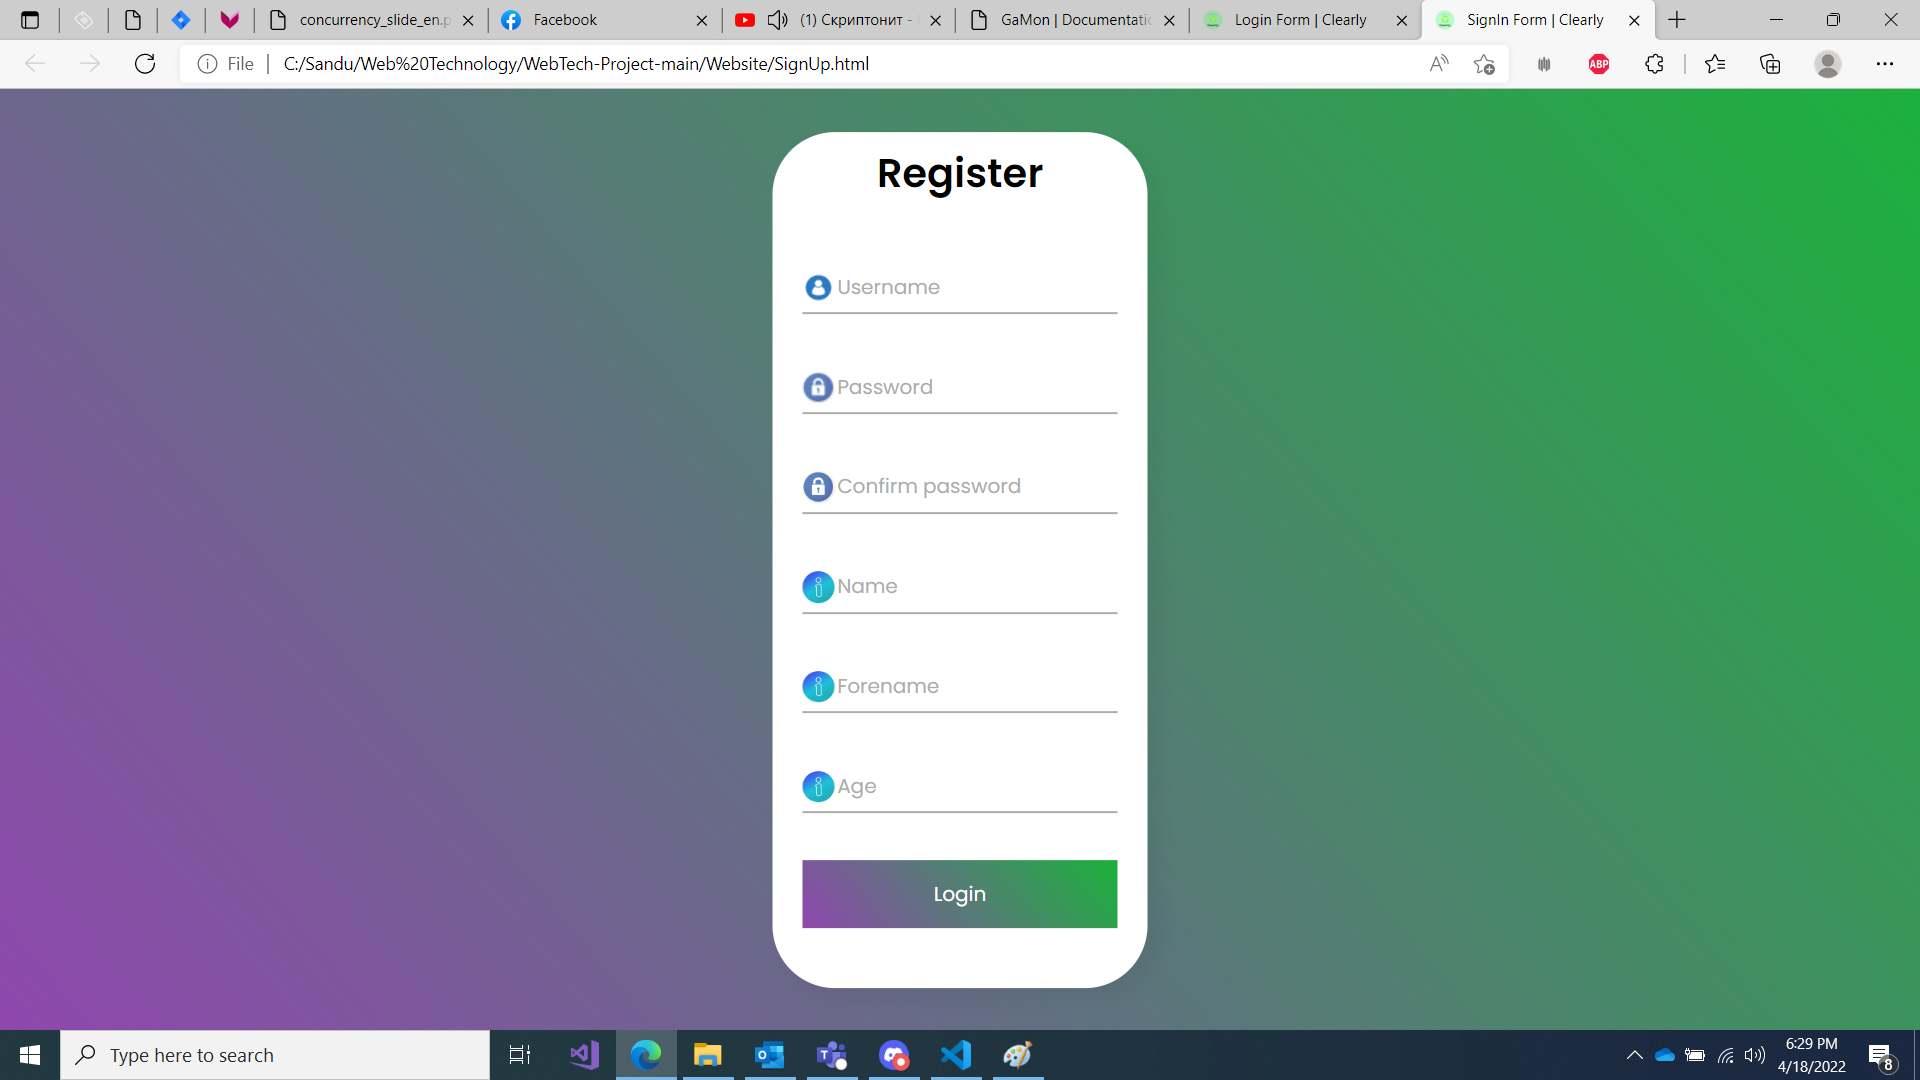 concurrency_slide_en.p
Facebook
(1) Скриптонит -
GaMon | Documentatic
Login Form | Clearly
SignIn Form | Clearly
File
C:/Sandu/Web%20Technology/WebTech-Project-main/Website/SignUp.html
ABP
Register
Username
Password
Confirm password
Name
Forename
Age
Login
Type here to search
6:29 PM
4/18/2022
8